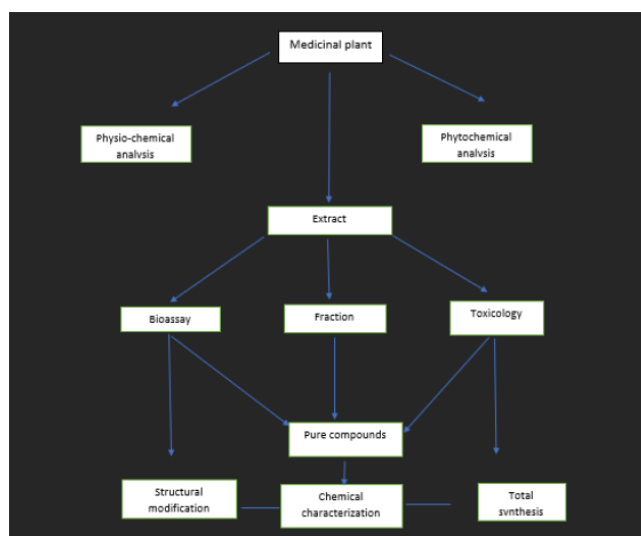 Medicinal plant
Physio-chemical
analysis
Phytochemical
analysis
Extract
Bioassay
Fraction
Toxicology
Pure compounds
Structural
modification
Chemical
characterization
Total
synthesis